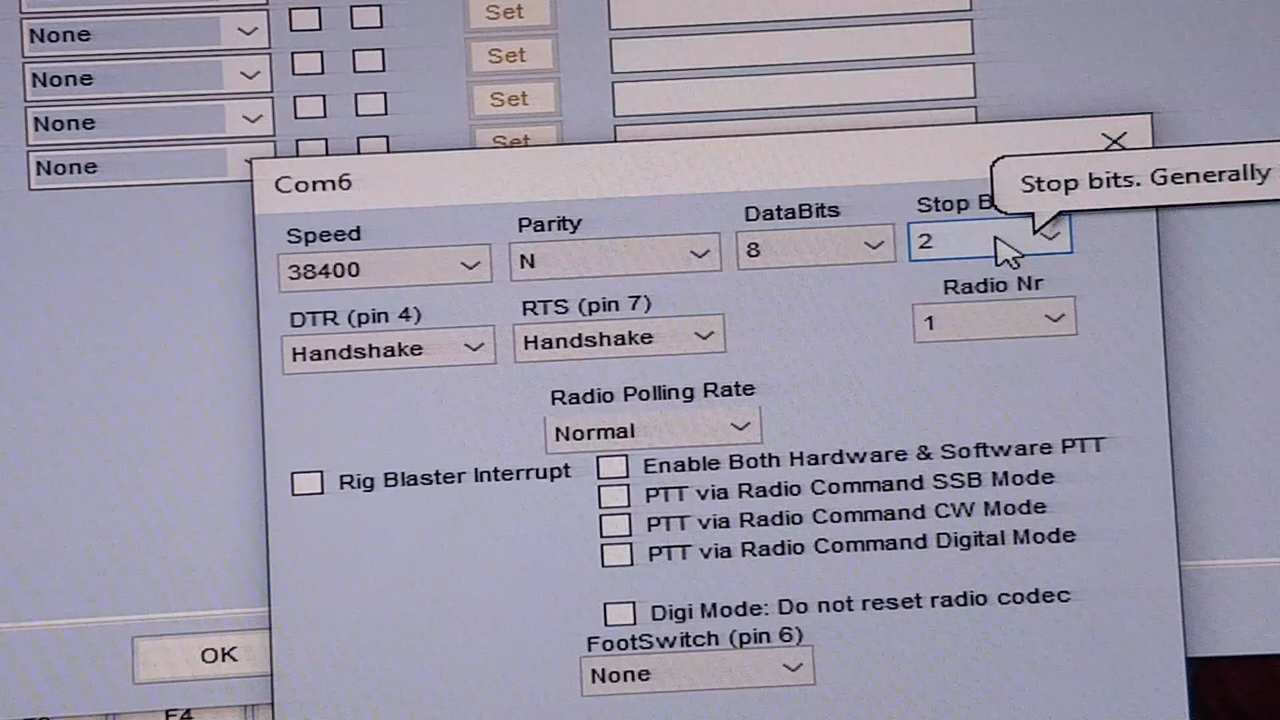 None
Set
None
Set
None
Set
None
Set
Com6
Stop bits. Generally
Speed
Parity
DataBits
Stop B
38400
N
8
2
DTR (pin 4)
RTS (pin 7)
Radio Nr
Handshake
Handshake
1
Radio Polling Rate
Normal
Rig Blaster Interrupt
Enable Both Hardware & Software PTT
PTT via Radio Command SSB Mode
PTT via Radio Command CW Mode
PTT via Radio Command Digital Mode
Digi Mode: Do not reset radio codec
FootSwitch (pin 6)
None
OK
F4